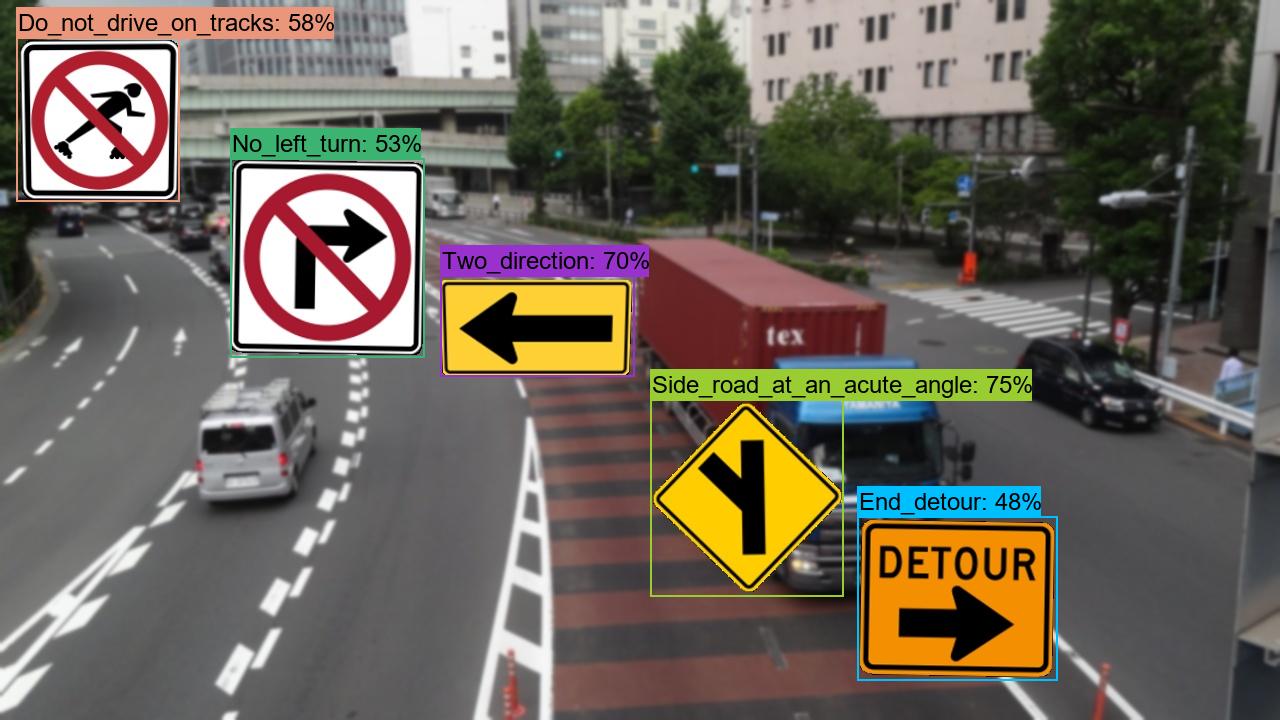 Do_not_drive_on_tracks: 58%
No_left_turn: 53%
Two_direction: 70%
tex
Side_road_at_an_acute_angle: 75%
End_detour: 48%
DETOUR